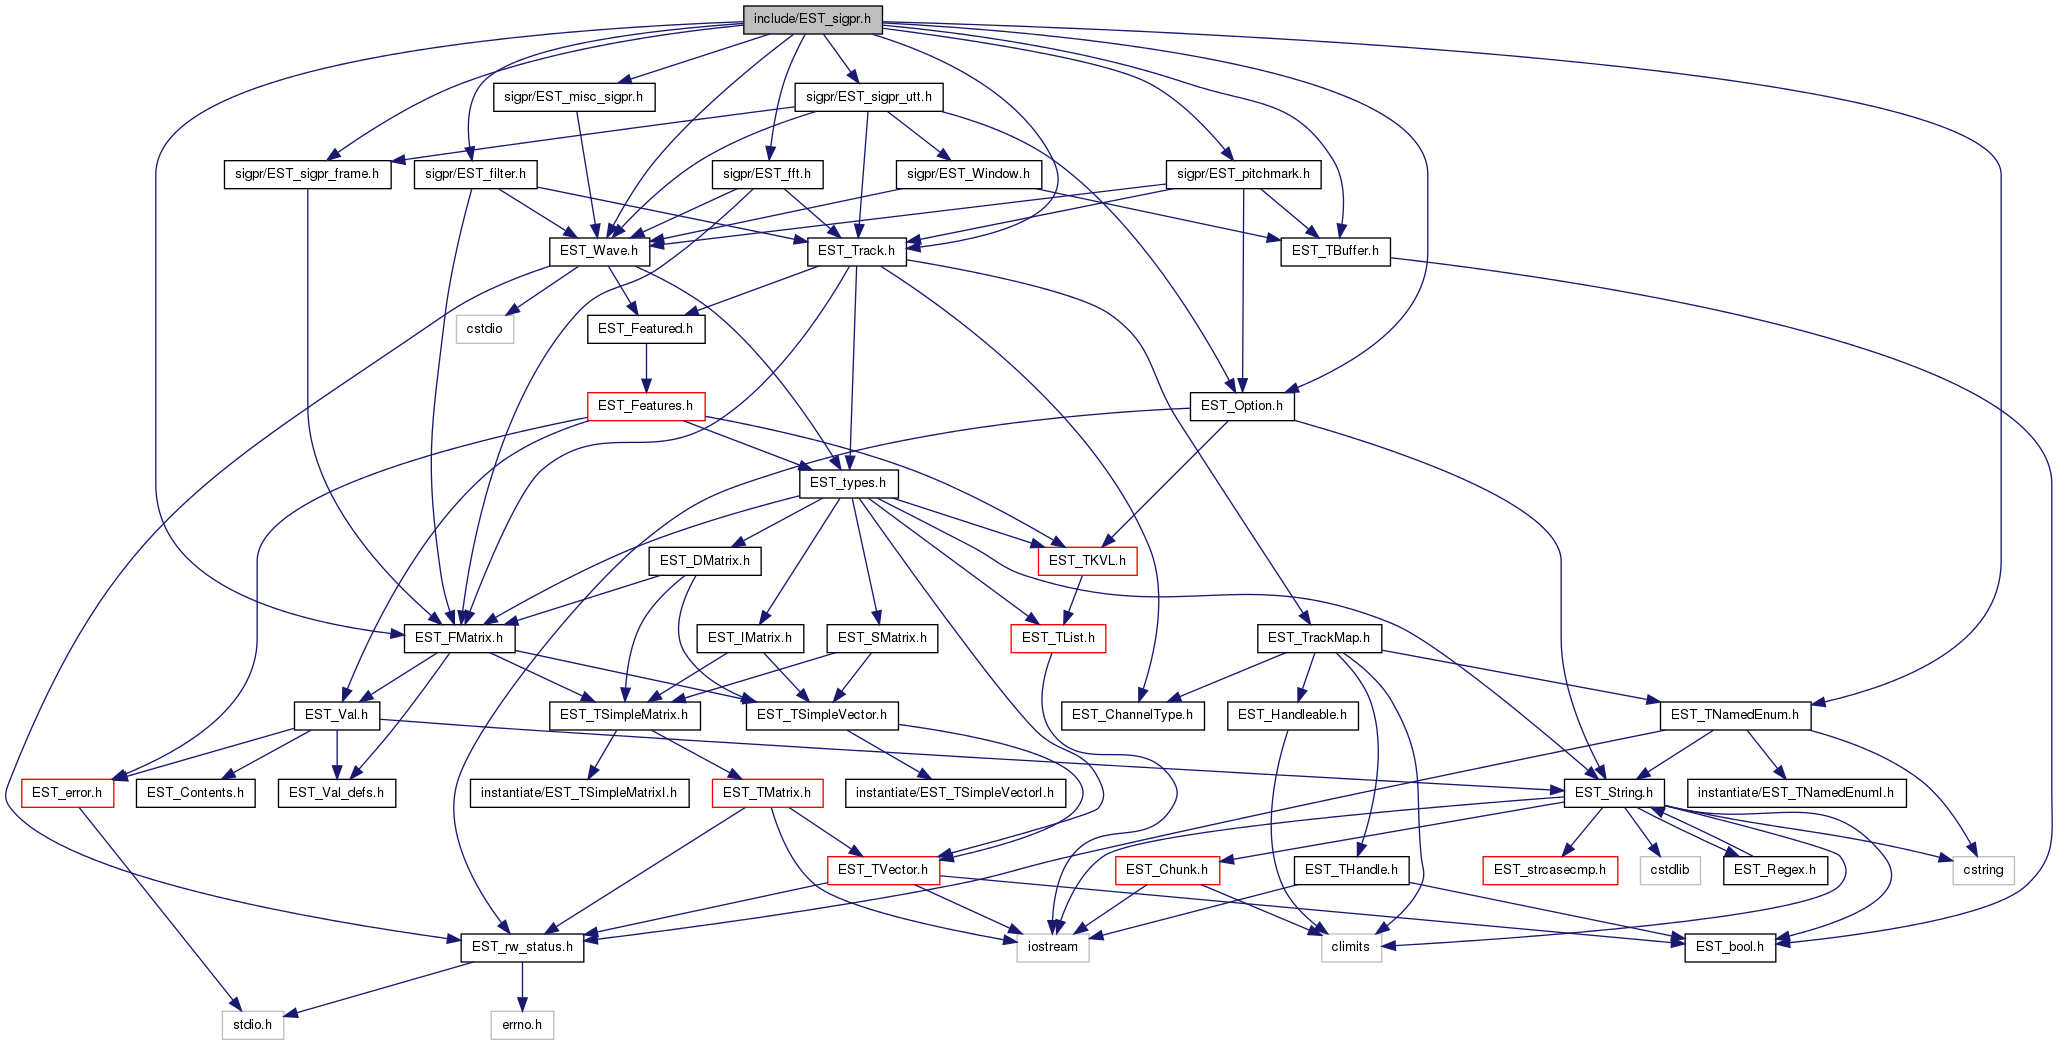 include/EST_sigpr.h
sigpr/EST_misc_sigpr.h
sigpr/EST_sigpr_utt.h
sigpr/EST_sigpr_frame.h
sigpr/EST_filter.h
sigpr/EST_fft.h
sigpr/EST_Window.h
sigpr/EST_pitchmark.h
EST_Wave.h
EST_Track.h
EST_TBuffer.h
cstdio
EST_Featured.h
EST_Features.h
EST_Option.h
EST_types.h
EST_DMatrix.h
EST_TKVL.h
EST_FMatrix.h
EST_IMatrix.h
EST_SMatrix.h
EST_TList.h
EST_TrackMap.h
EST_Val.h
EST_TSimpleMatrix.h
EST_TSimpleVector.h
EST_ChannelType.h
EST_Handleable.h
EST_TNamedEnum.h
EST_error.h
EST_Contents.h
EST_Val_defs.h
instantiate/EST_TSimpleMatrixI.h
EST_TMatrix.h
instantiate/EST_TSimpleVectorI.h
EST_String.h
instantiate/EST_TNamedEnumI.h
EST_TVector.h
EST_Chunk.h
EST_THandle.h
EST_strcasecmp.h
cstdlib
EST_Regex.h
cstring
EST_rw_status.h
iostream
climits
EST_bool.h
stdio.h
errno.h